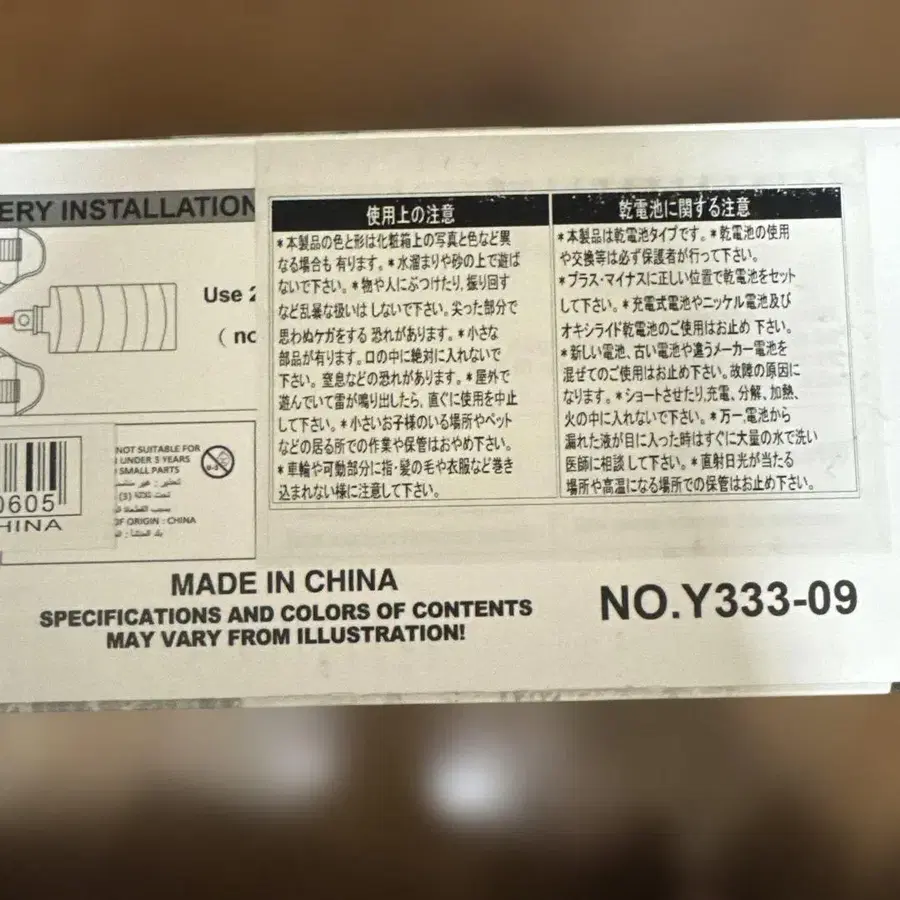 ERY INSTALLATION
Use 2
( no
使用上の注意
*本製品の色と形は化粧箱上の写真と色など異
なる場合も 有ります。*水溜まりや砂の上で遊ば
ないで下さい。*物や人にぶつけたり,振り回す
など乱暴な扱いは しないで下さい。尖った部分で
思わぬケガをする 恐れがあります。*小さな
部品が有ります。口の中に絶対に入れないで
下さい。窒息などの恐れがあります。*屋外で
遊んでいて雷が鳴り出したら, 直ぐに使用を中止
して下さい。*小さいお子様のいる場所やペット
などの居る所での作業や保管はおやめ下さい。
*車輪や可動部分に指・髪の毛や衣服など巻き
込まれない様に注意して下さい。
乾電池に関する注意
*本製品は乾電池タイプです。*乾電池の使用
や交換等は必ず保護者が行って下さい。
*プラス・マイナスに正しい位置で乾電池をセット
して下さい。*充電式電池やニッケル電池及び
オキシライド乾電池のご使用はお止め 下さい。
*新しい電池、古い電池や違うメーカー電池を
混ぜてのご使用はお止め下さい。故障の原因に
なります。*ショートさせたり,充電、分解、加熱、
火の中に入れないで下さい。*万一,電池から
漏れた液が目に入った時はすぐに大量の水で洗い
医師に相談して下さい。*直射日光が当たる
場所や高温になる場所での保管はお止め下さい。
0605
HINA
NOT SUITABLE FOR
UNDER 3 YEARS
SMALL PARTS
تحذير : غير
تحت ثلاثة (3)
OF ORIGIN : CHINA
بلد المنشأ :
MADE IN CHINA
SPECIFICATIONS AND COLORS OF CONTENTS
MAY VARY FROM ILLUSTRATION!
NO.Y333-09